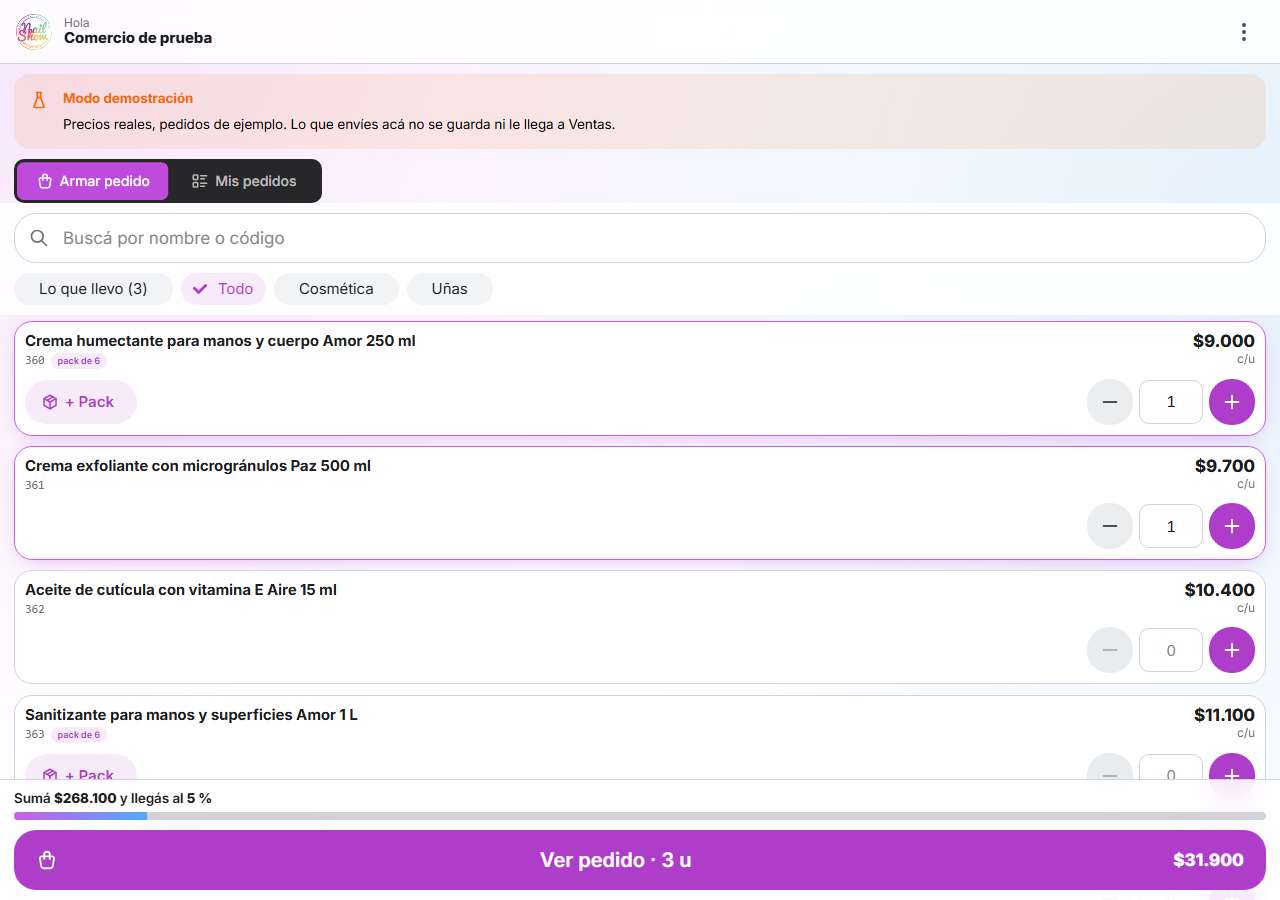 Nail
Show
Hola
Comercio de prueba
Modo demostración
Precios reales, pedidos de ejemplo. Lo que envíes acá no se guarda ni le llega a Ventas.
Armar pedido
Mis pedidos
Buscá por nombre o código
Lo que llevo (3)
Todo
Cosmética
Uñas
Crema humectante para manos y cuerpo Amor 250 ml
$9.000
360
pack de 6
c/u
+ Pack
1
Crema exfoliante con microgránulos Paz 500 ml
$9.700
361
c/u
1
Aceite de cutícula con vitamina E Aire 15 ml
$10.400
362
c/u
0
Sanitizante para manos y superficies Amor 1 L
$11.100
363
pack de 6
c/u
+ Pack
0
Sumá $268.100 y llegás al 5 %
Ver pedido · 3 u
$31.900